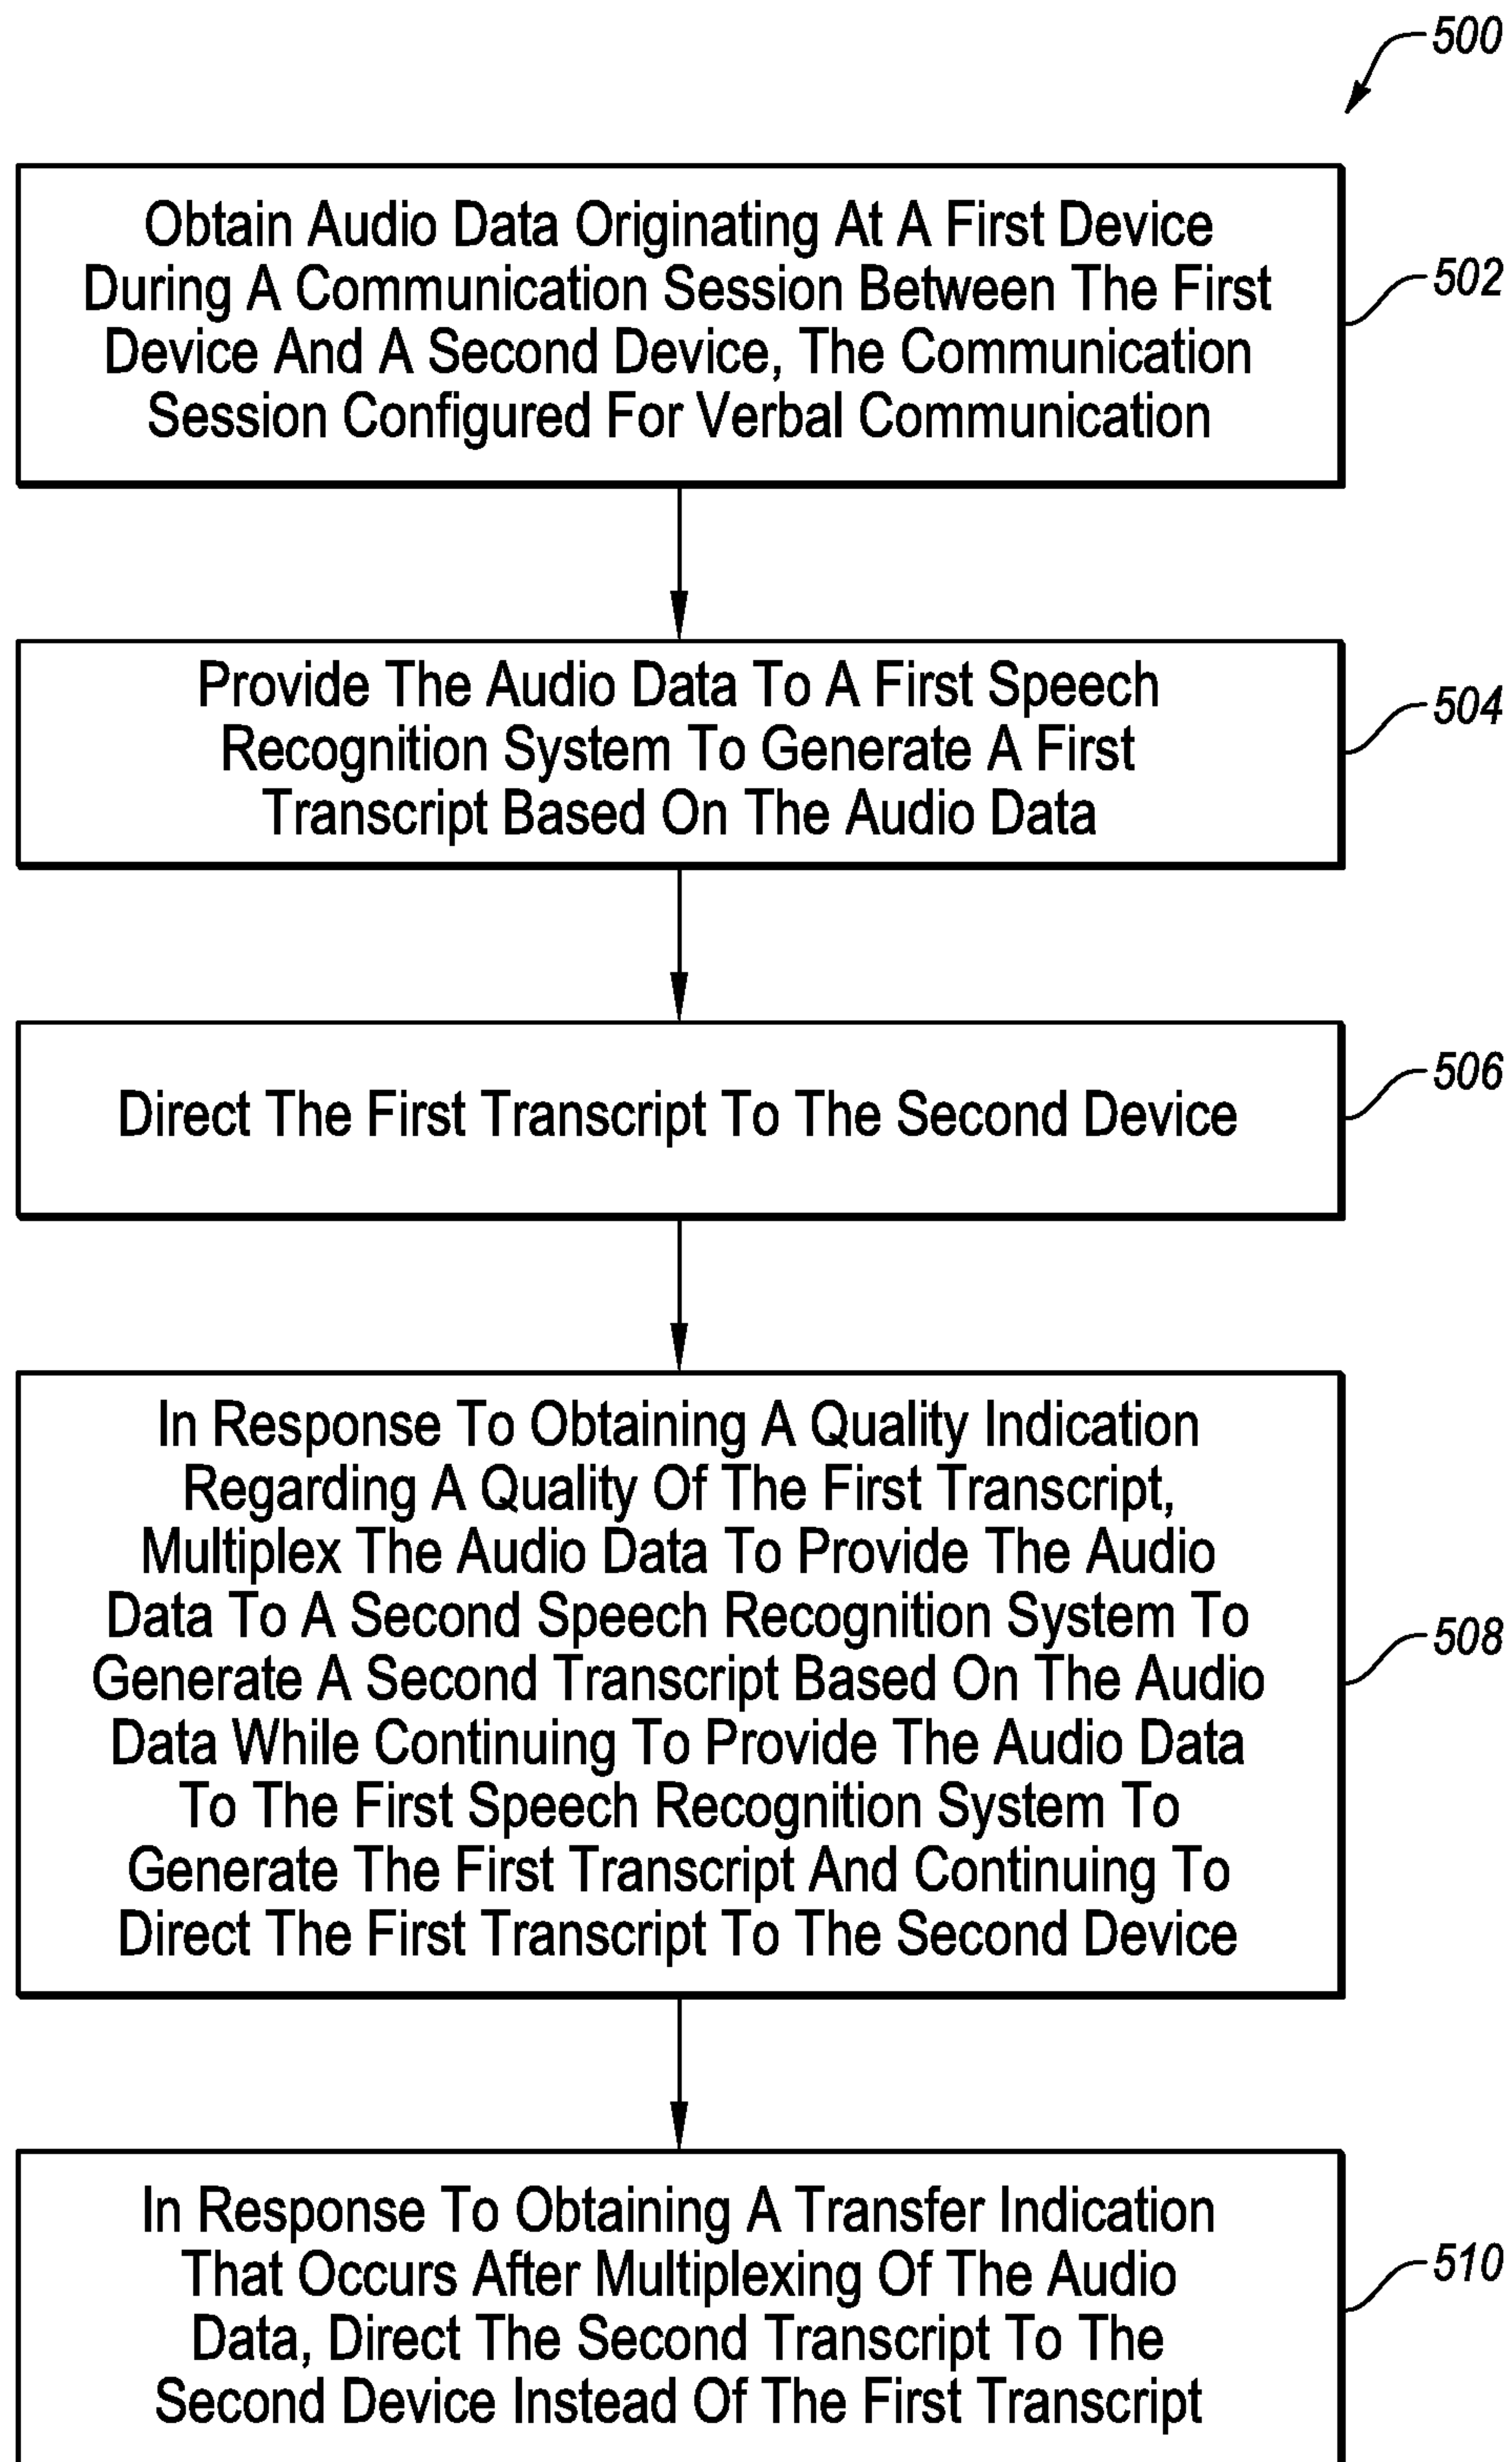 500
Obtain Audio Data Originating At A First Device
During A Communication Session Between The First
Device And A Second Device, The Communication
Session Configured For Verbal Communication
502
Provide The Audio Data To A First Speech
Recognition System To Generate A First
Transcript Based On The Audio Data
504
Direct The First Transcript To The Second Device
506
In Response To Obtaining A Quality Indication
Regarding A Quality Of The First Transcript,
Multiplex The Audio Data To Provide The Audio
Data To A Second Speech Recognition System To
Generate A Second Transcript Based On The Audio
Data While Continuing To Provide The Audio Data
To The First Speech Recognition System To
Generate The First Transcript And Continuing To
Direct The First Transcript To The Second Device
508
In Response To Obtaining A Transfer Indication
That Occurs After Multiplexing Of The Audio
Data, Direct The Second Transcript To The
Second Device Instead Of The First Transcript
510